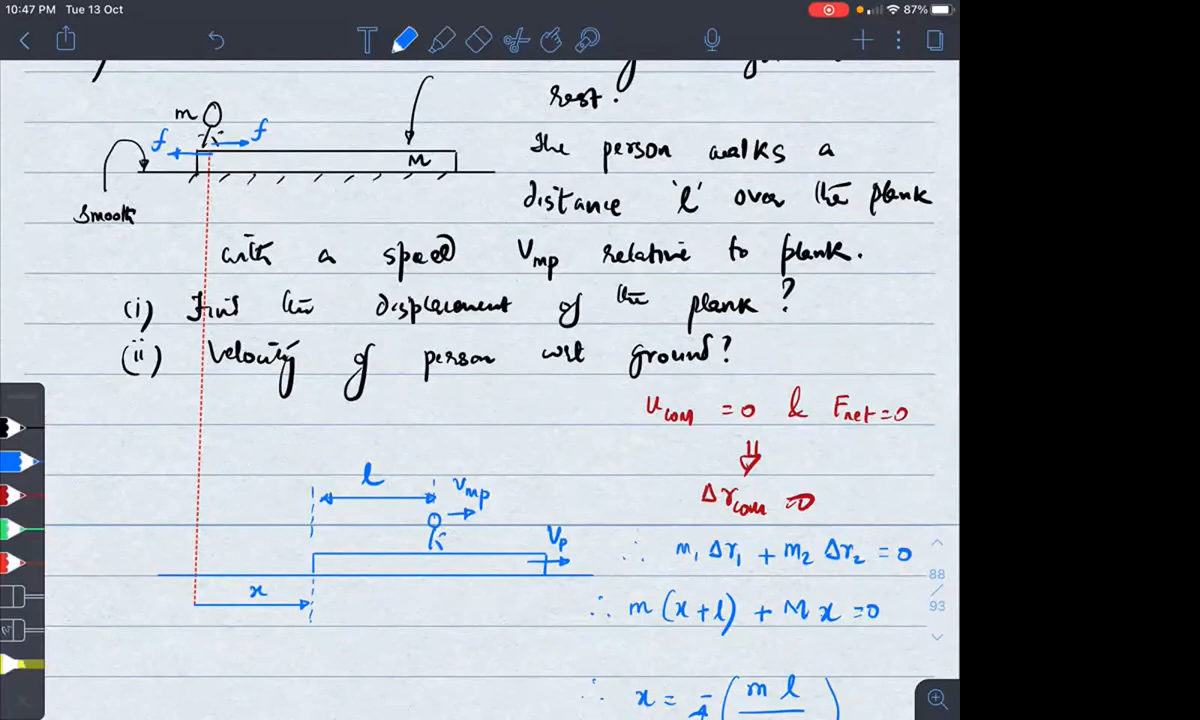 10:47 PM Tue 13 Oct
87%
rest.
m
f
f
M
The person walks a
Smooth
distance 'l' over the plank
with a speed Vmp relative to plank.
(i) Find the displacement of the plank?
(ii) Velocity of person wrt ground?
ucom = 0 & Fnet = 0
⇓
Δrcom = 0
l
Vmp
Vp
x
∴ m₁ Δr₁ + m₂ Δr₂ = 0
88
/
93
∴ m (x + l) + M x = 0
∴ x = - ( m l